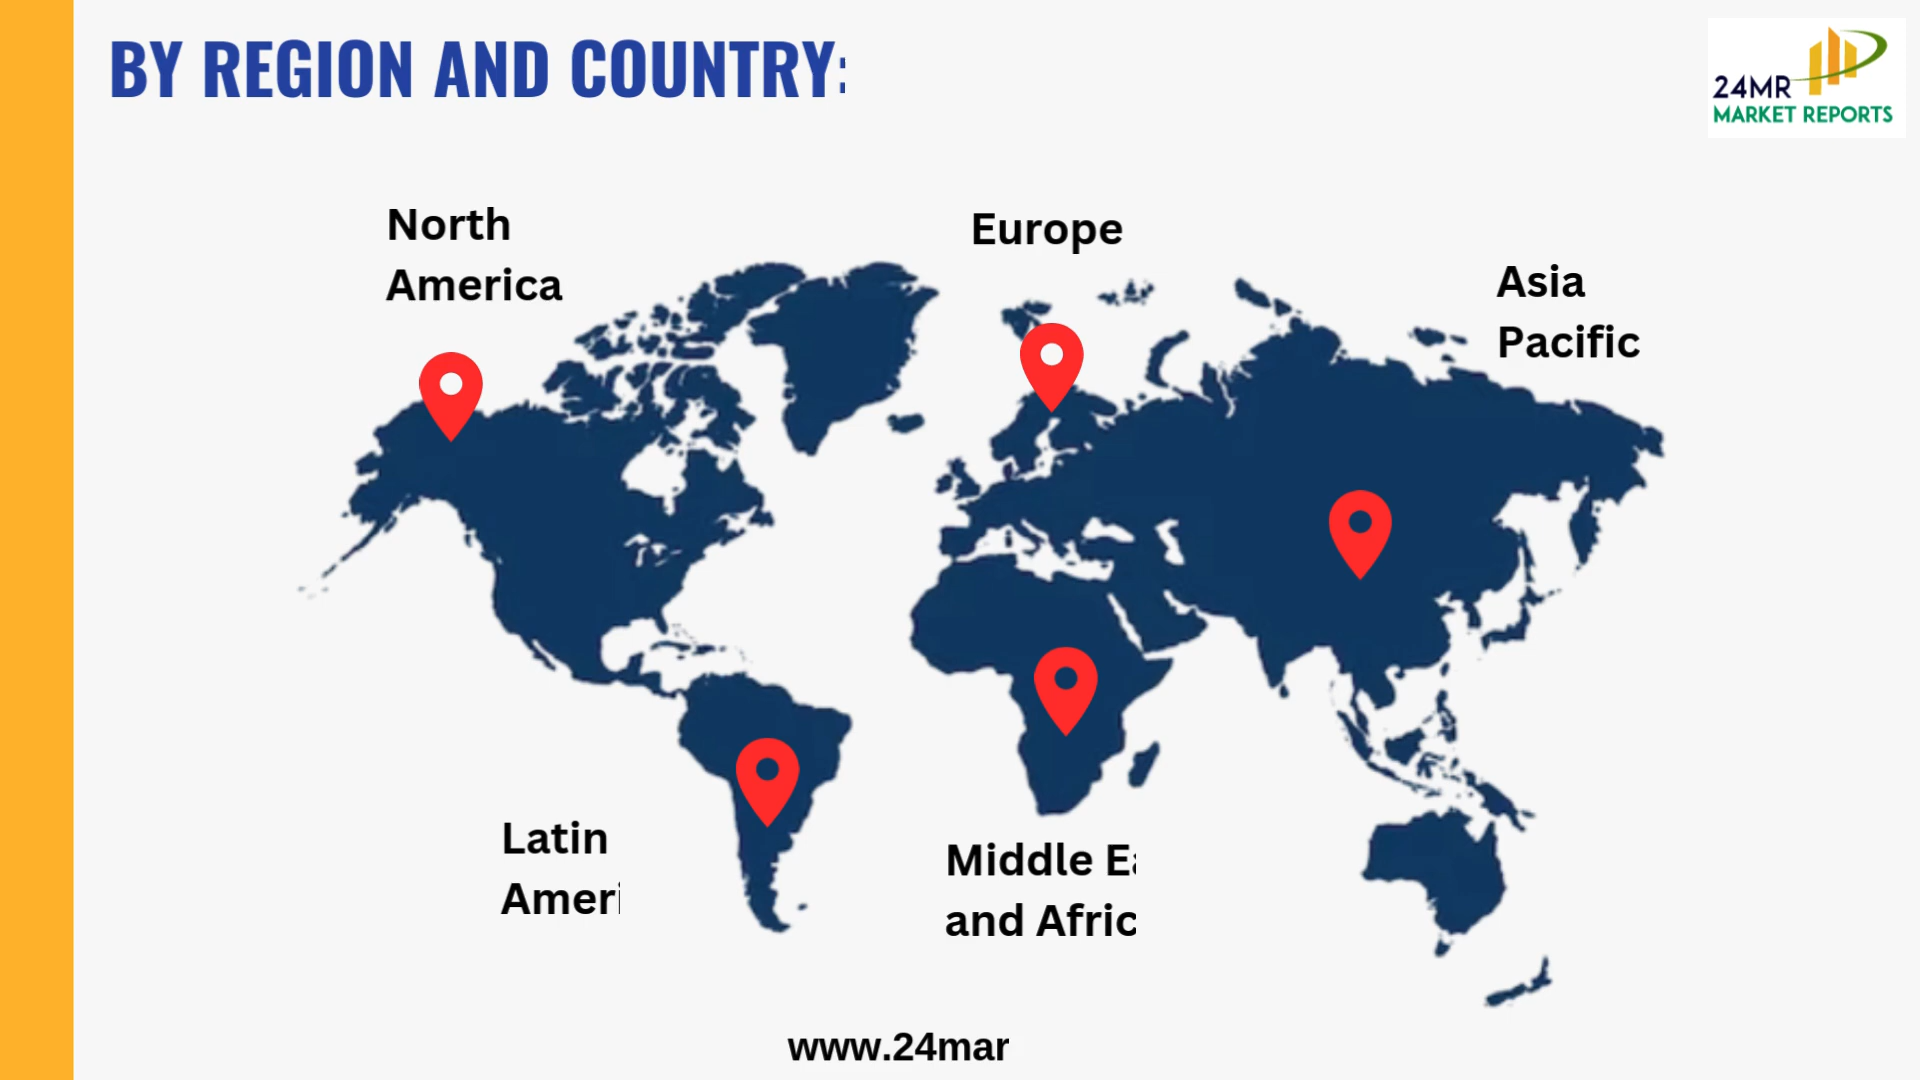 BY REGION AND COUNTRY:
24MR
MARKET REPORTS
North
America
Europe
Asia
Pacific
Latin
Ameri
Middle Ea
and Afric
www.24mar